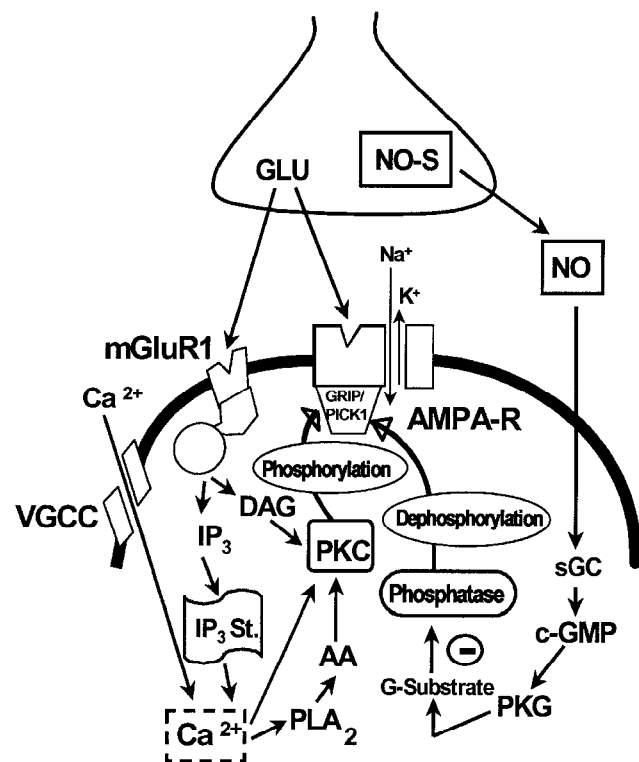 GLU
NO-S
NO
Na⁺
K⁺
mGluR1
GRIP/
PICK1
AMPA-R
Ca ²⁺
VGCC
Phosphorylation
Dephosphorylation
DAG
IP₃
PKC
Phosphatase
sGC
c-GMP
IP₃ St.
AA
−
G-Substrate
PKG
PLA₂
Ca ²⁺